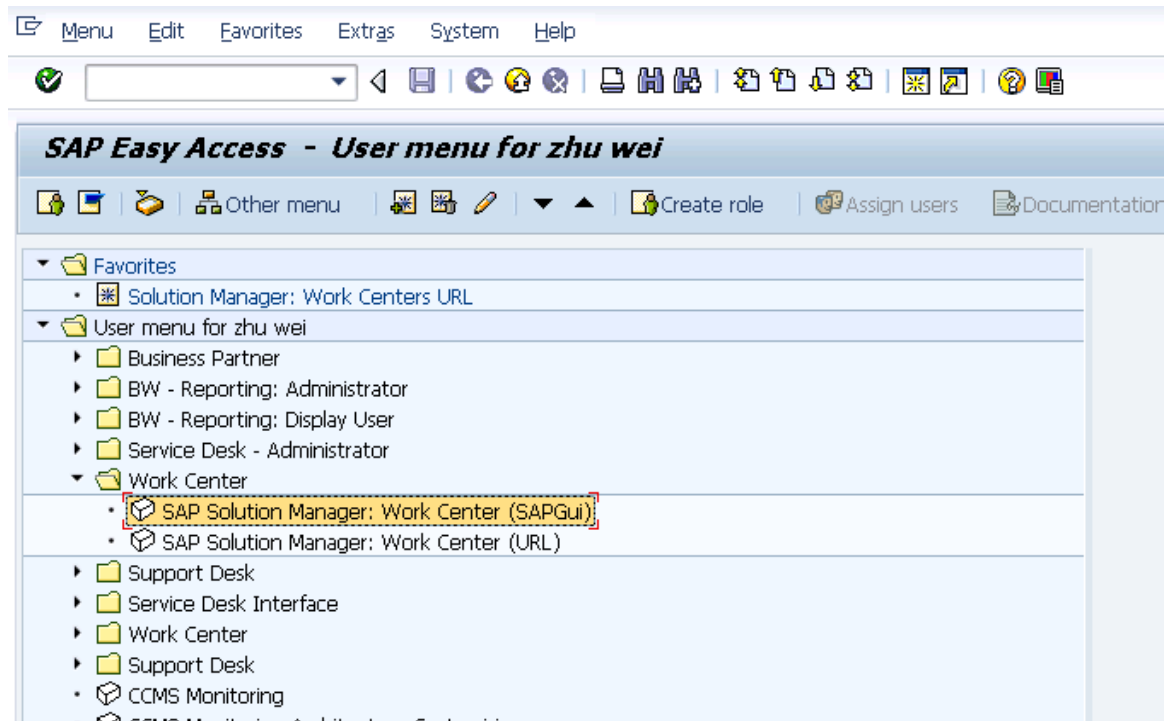 Menu Edit Favorites Extras System Help
SAP Easy Access - User menu for zhu wei
Other menu Create role Assign users Documentation
Favorites
Solution Manager: Work Centers URL
User menu for zhu wei
Business Partner
BW - Reporting: Administrator
BW - Reporting: Display User
Service Desk - Administrator
Work Center
SAP Solution Manager: Work Center (SAPGui)
SAP Solution Manager: Work Center (URL)
Support Desk
Service Desk Interface
Work Center
Support Desk
CCMS Monitoring